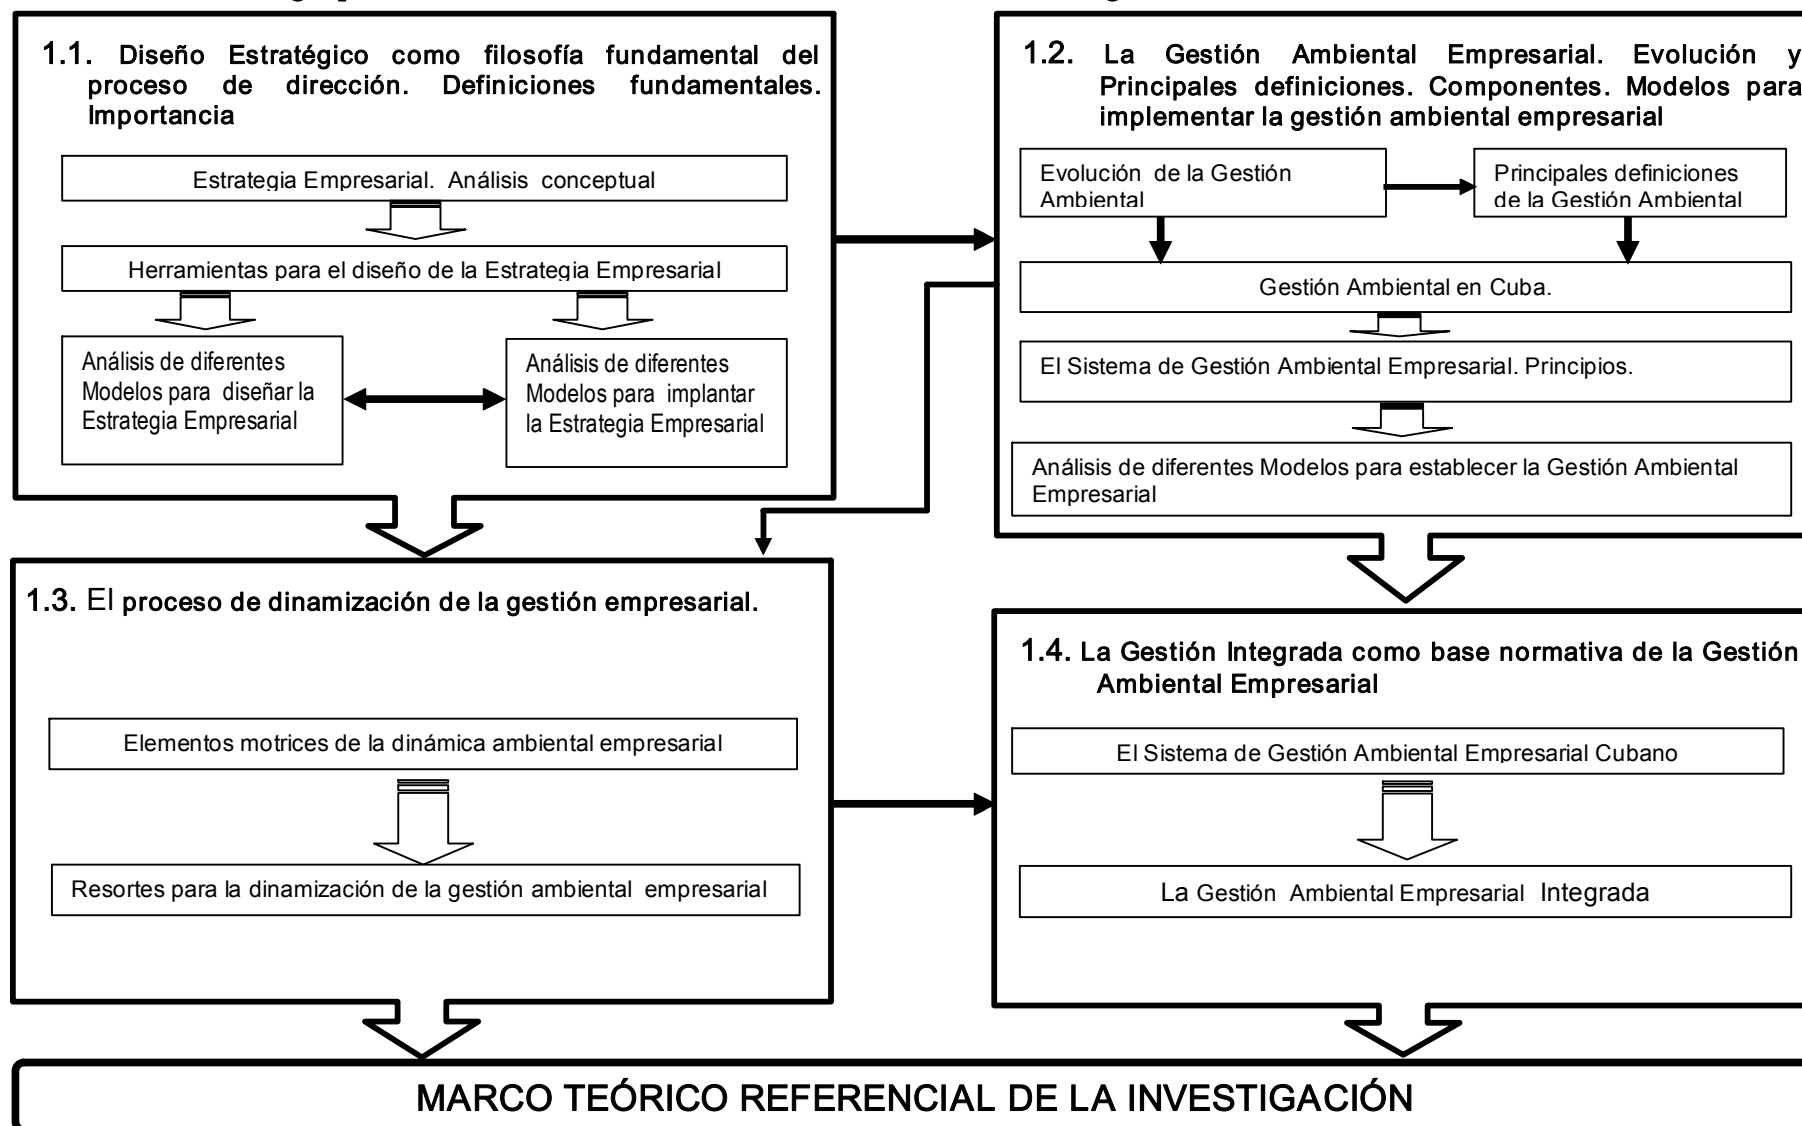 1.1. Diseño Estratégico como filosofía fundamental del
proceso de dirección. Definiciones fundamentales.
Importancia
Estrategia Empresarial. Análisis conceptual
Herramientas para el diseño de la Estrategia Empresarial
Análisis de diferentes
Modelos para diseñar la
Estrategia Empresarial
Análisis de diferentes
Modelos para implantar
la Estrategia Empresarial
1.2. La Gestión Ambiental Empresarial. Evolución y
Principales definiciones. Componentes. Modelos para
implementar la gestión ambiental empresarial
Evolución de la Gestión
Ambiental
Principales definiciones
de la Gestión Ambiental
Gestión Ambiental en Cuba.
El Sistema de Gestión Ambiental Empresarial. Principios.
Análisis de diferentes Modelos para establecer la Gestión Ambiental
Empresarial
1.3. El proceso de dinamización de la gestión empresarial.
Elementos motrices de la dinámica ambiental empresarial
Resortes para la dinamización de la gestión ambiental empresarial
1.4. La Gestión Integrada como base normativa de la Gestión
Ambiental Empresarial
El Sistema de Gestión Ambiental Empresarial Cubano
La Gestión Ambiental Empresarial Integrada
MARCO TEÓRICO REFERENCIAL DE LA INVESTIGACIÓN